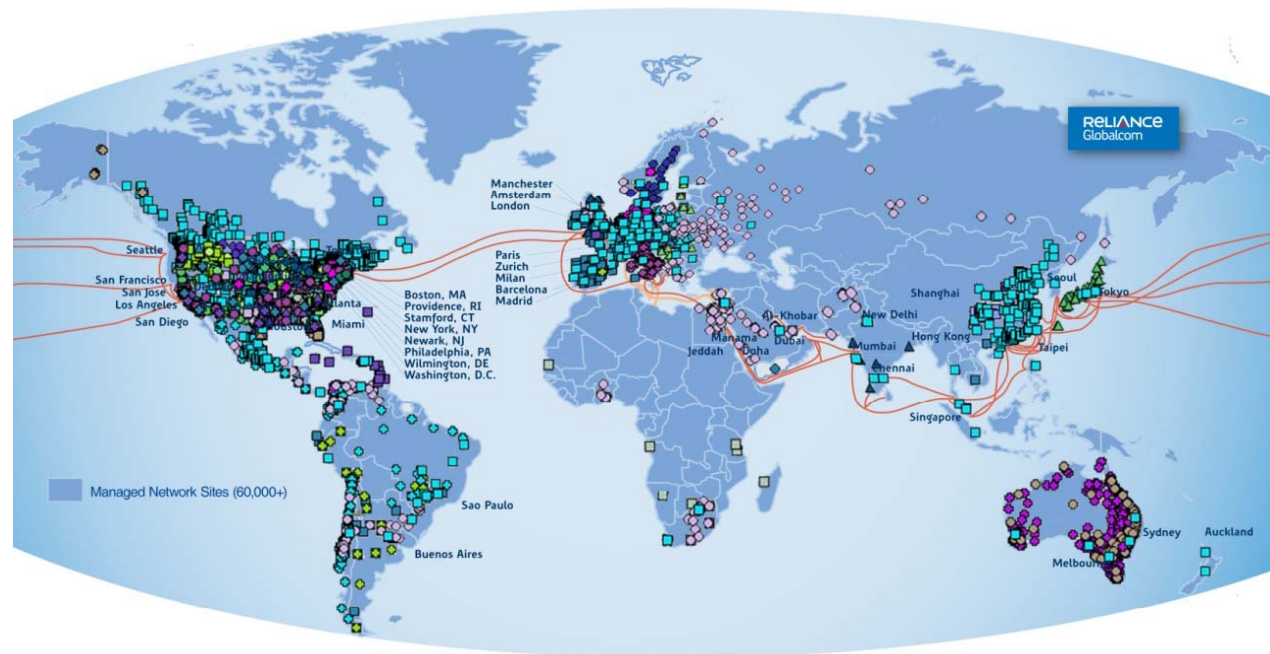 RELIANCE
Globalcom
Manchester
Amsterdam
London
Paris
Zurich
Milan
Barcelona
Madrid
Seattle
San Francisco
San Jose
Los Angeles
San Diego
Miami
Boston, MA
Providence, RI
Stamford, CT
New York, NY
Newark, NJ
Philadelphia, PA
Wilmington, DE
Washington, D.C.
Al-Khobar
Manama
Dubai
Jeddah
Doha
New Delhi
Mumbai
Chennai
Shanghai
Seoul
Tokyo
Hong Kong
Taipei
Singapore
Managed Network Sites (60,000+)
Sao Paulo
Buenos Aires
Sydney
Auckland